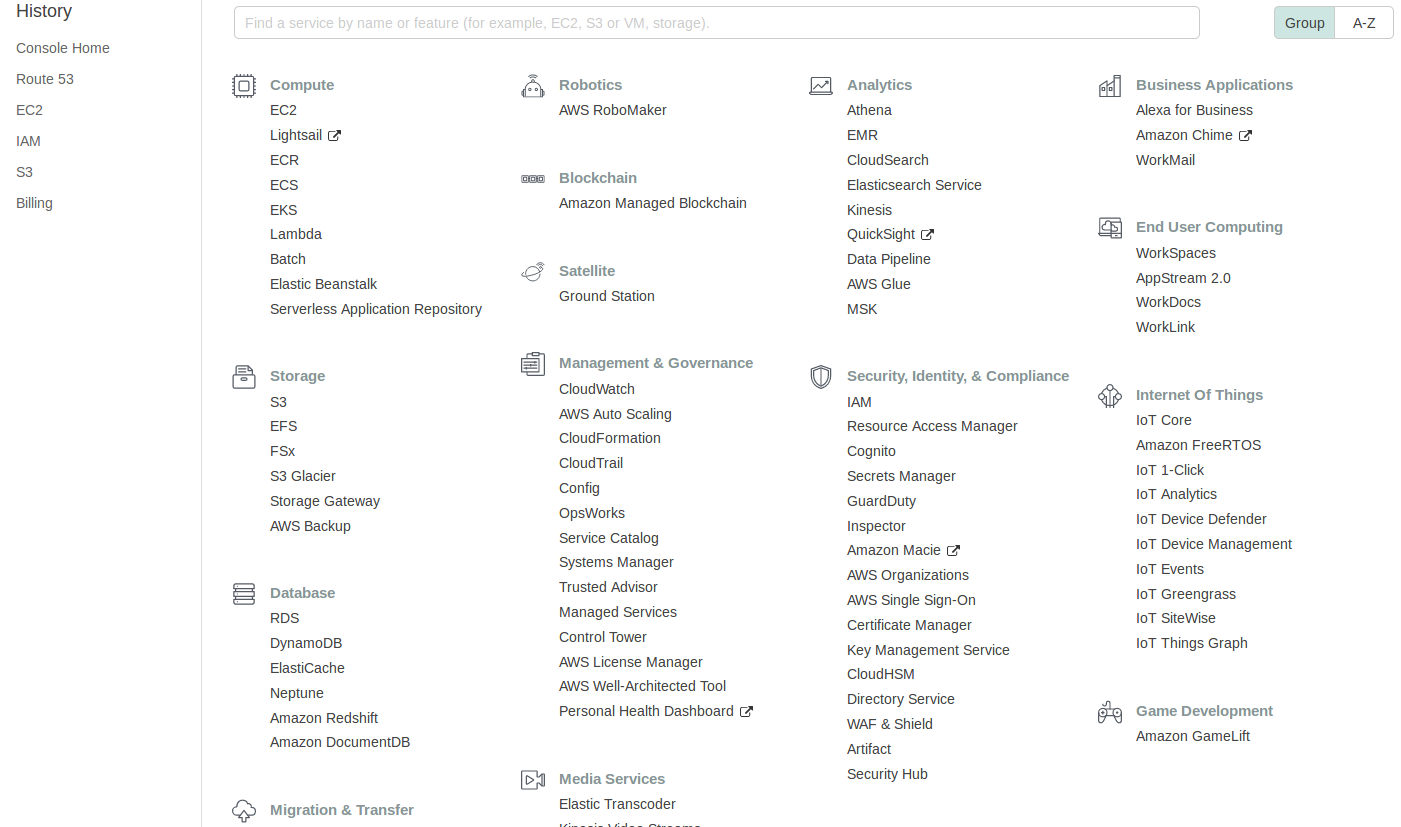 History
Console Home
Route 53
EC2
IAM
S3
Billing
Find a service by name or feature (for example, EC2, S3 or VM, storage).
Group
A-Z
Compute
EC2
Lightsail
ECR
ECS
EKS
Lambda
Batch
Elastic Beanstalk
Serverless Application Repository
Storage
S3
EFS
FSx
S3 Glacier
Storage Gateway
AWS Backup
Database
RDS
DynamoDB
ElastiCache
Neptune
Amazon Redshift
Amazon DocumentDB
Migration & Transfer
Robotics
AWS RoboMaker
Blockchain
Amazon Managed Blockchain
Satellite
Ground Station
Management & Governance
CloudWatch
AWS Auto Scaling
CloudFormation
CloudTrail
Config
OpsWorks
Service Catalog
Systems Manager
Trusted Advisor
Managed Services
Control Tower
AWS License Manager
AWS Well-Architected Tool
Personal Health Dashboard
Media Services
Elastic Transcoder
Kinesis Video Streams
Analytics
Athena
EMR
CloudSearch
Elasticsearch Service
Kinesis
QuickSight
Data Pipeline
AWS Glue
MSK
Security, Identity, & Compliance
IAM
Resource Access Manager
Cognito
Secrets Manager
GuardDuty
Inspector
Amazon Macie
AWS Organizations
AWS Single Sign-On
Certificate Manager
Key Management Service
CloudHSM
Directory Service
WAF & Shield
Artifact
Security Hub
Business Applications
Alexa for Business
Amazon Chime
WorkMail
End User Computing
WorkSpaces
AppStream 2.0
WorkDocs
WorkLink
Internet Of Things
IoT Core
Amazon FreeRTOS
IoT 1-Click
IoT Analytics
IoT Device Defender
IoT Device Management
IoT Events
IoT Greengrass
IoT SiteWise
IoT Things Graph
Game Development
Amazon GameLift